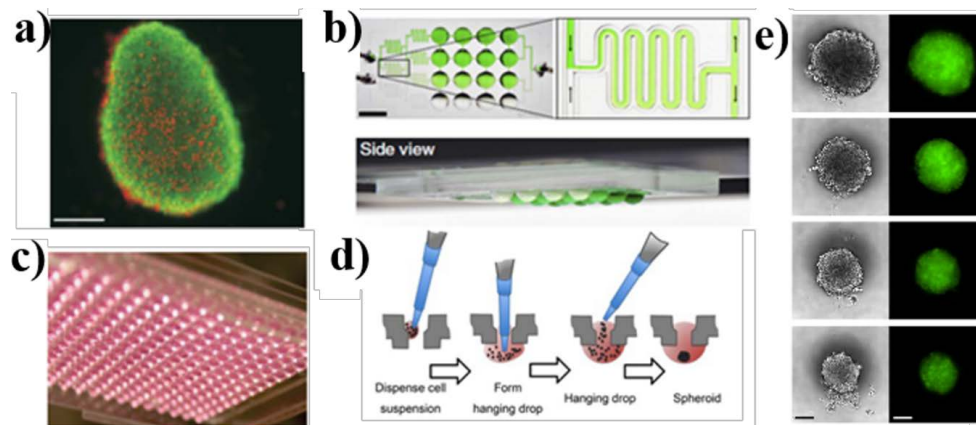 a)
b)
Side view
c)
d)
Dispense cell
suspension
Form
hanging drop
Hanging drop
Spheroid
e)